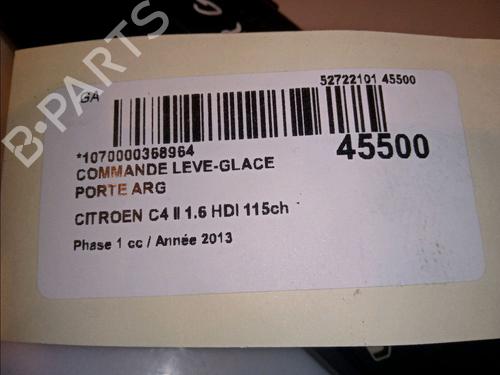 B-PARTS
GA
52722101 45500
*1070000368964
45500
COMMANDE LEVE-GLACE
PORTE ARG
CITROEN C4 II 1.6 HDI 115ch
Phase 1 cc / Année 2013